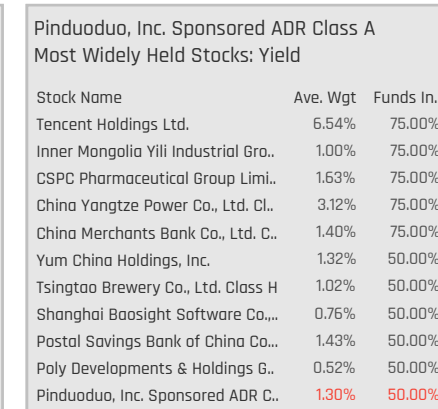 Pinduoduo, Inc. Sponsored ADR Class A
Most Widely Held Stocks: Yield
Stock Name Ave. Wgt Funds In.
Tencent Holdings Ltd. 6.54% 75.00%
Inner Mongolia Yili Industrial Gro.. 1.00% 75.00%
CSPC Pharmaceutical Group Limi.. 1.63% 75.00%
China Yangtze Power Co., Ltd. Cl.. 3.12% 75.00%
China Merchants Bank Co., Ltd. C.. 1.40% 75.00%
Yum China Holdings, Inc. 1.32% 50.00%
Tsingtao Brewery Co., Ltd. Class H 1.02% 50.00%
Shanghai Baosight Software Co.,.. 0.76% 50.00%
Postal Savings Bank of China Co... 1.43% 50.00%
Poly Developments & Holdings G.. 0.52% 50.00%
Pinduoduo, Inc. Sponsored ADR C.. 1.30% 50.00%